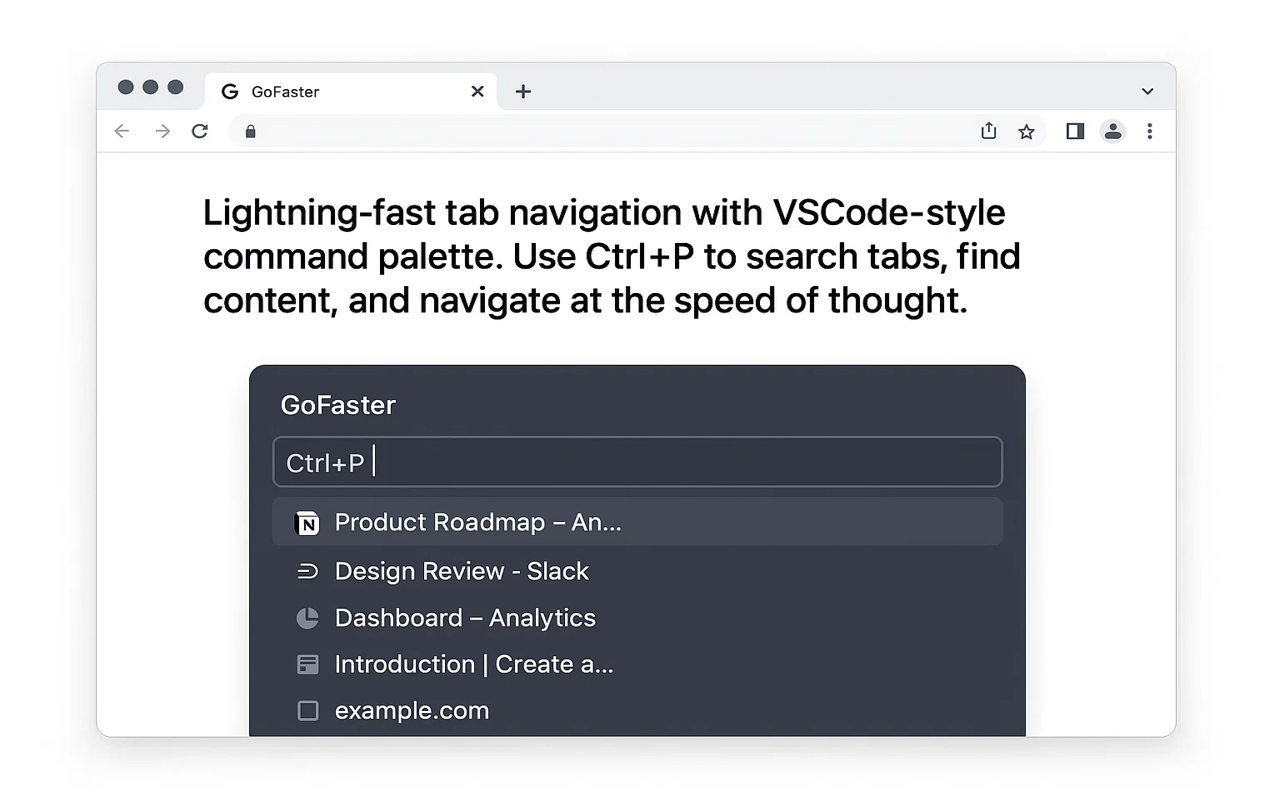 GoFaster
Lightning-fast tab navigation with VSCode-style
command palette. Use Ctrl+P to search tabs, find
content, and navigate at the speed of thought.
GoFaster
Ctrl+P
Product Roadmap – An...
Design Review - Slack
Dashboard – Analytics
Introduction | Create a...
example.com